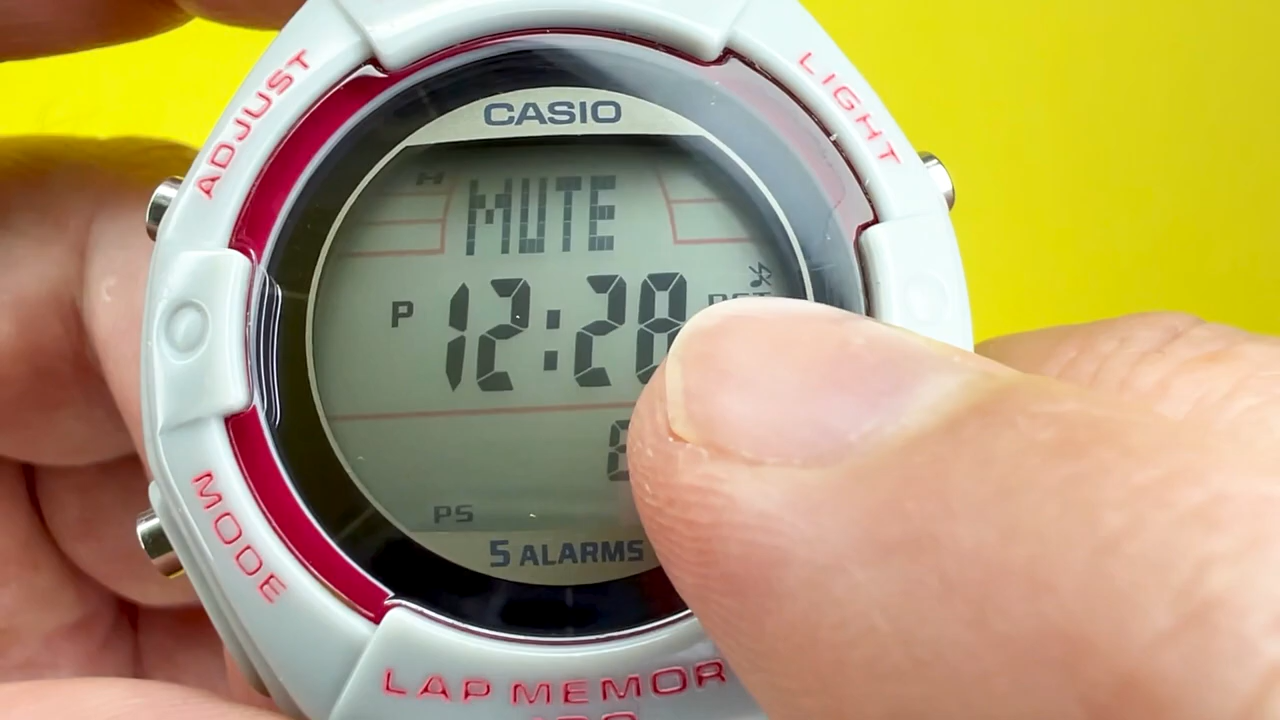 ADJUST
LIGHT
CASIO
MUTE
P 12:28
PS
5 ALARMS
MODE
LAP MEMOR